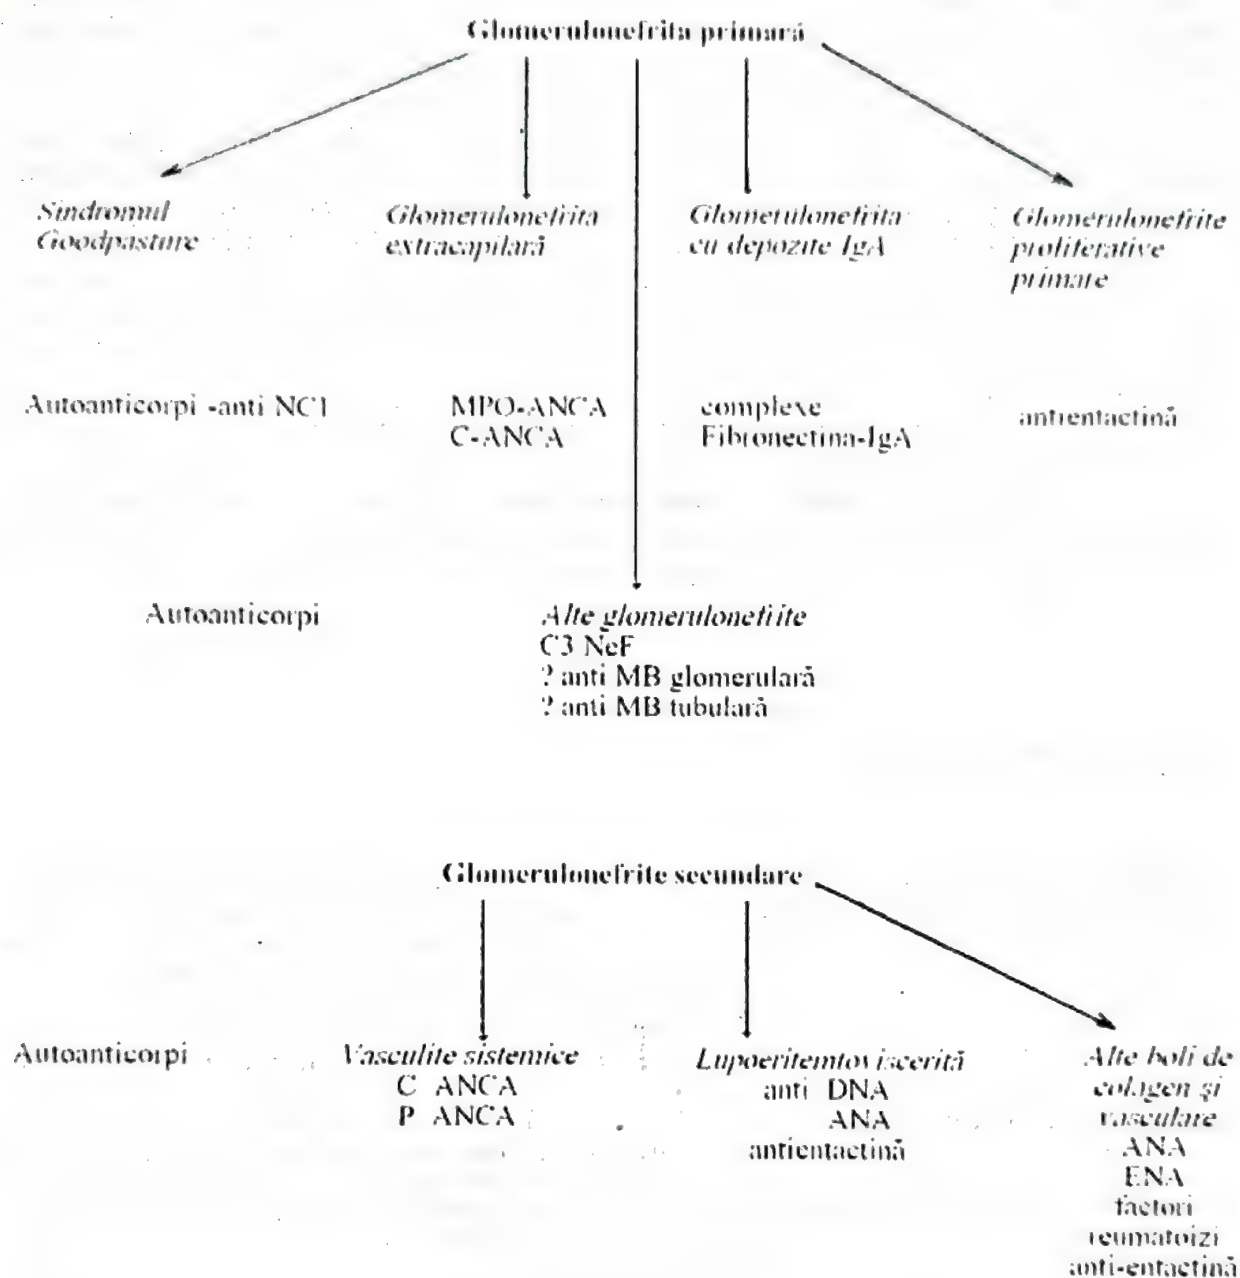 Glomerulonefrita primară
Sindromul
Goodpasture
Glomerulonefrita
extracapilară
Glomerulonefrita
cu depozite IgA
Glomerulonefrite
proliferative
primare
Autoanticorpi -anti NC1
MPO-ANCA
C-ANCA
complexe
Fibronectina-IgA
antientactină
Autoanticorpi
Alte glomerulonefrite
C3 NeF
? anti MB glomerulară
? anti MB tubulară
Glomerulonefrite secundare
Autoanticorpi
Vasculite sistemice
C ANCA
P ANCA
Lupoeritemtoviscerită
anti DNA
ANA
antientactină
Alte boli de
colagen și
vasculare
ANA
ENA
factori
reumatoizi
anti-entactină